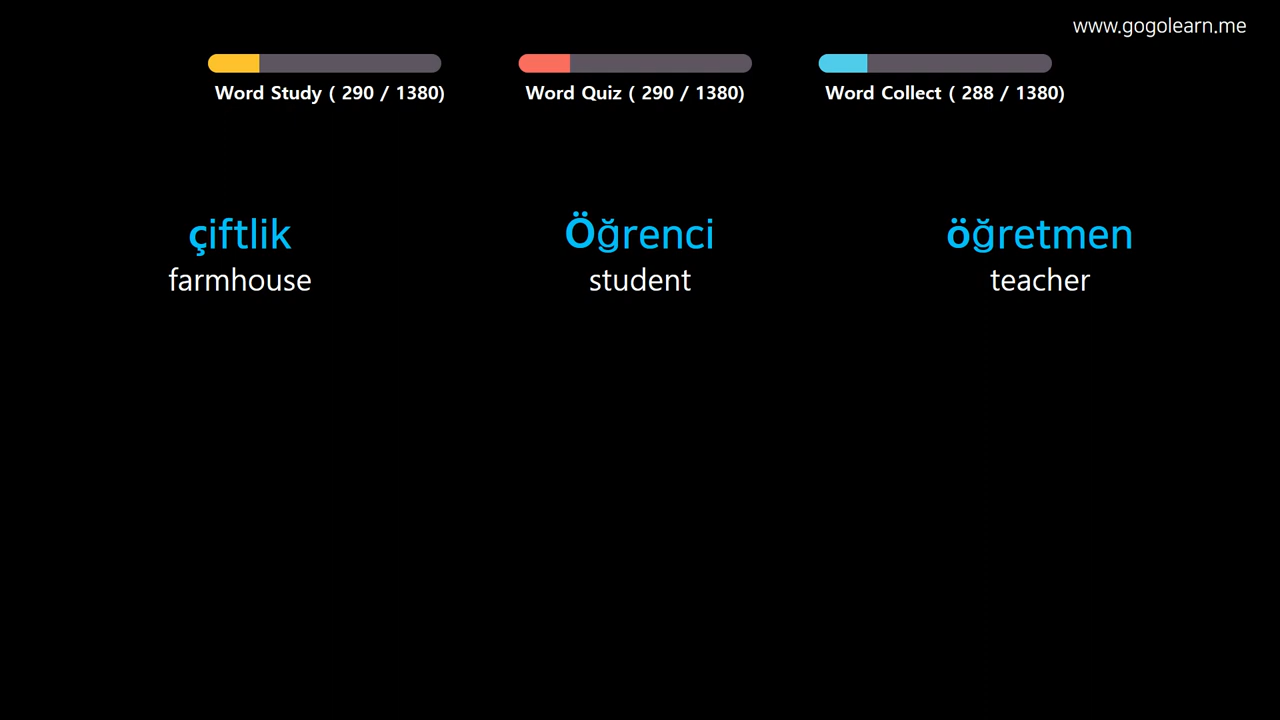 www.gogolearn.me
Word Study ( 290 / 1380)
Word Quiz ( 290 / 1380)
Word Collect ( 288 / 1380)
çiftlik
farmhouse
Öğrenci
student
öğretmen
teacher